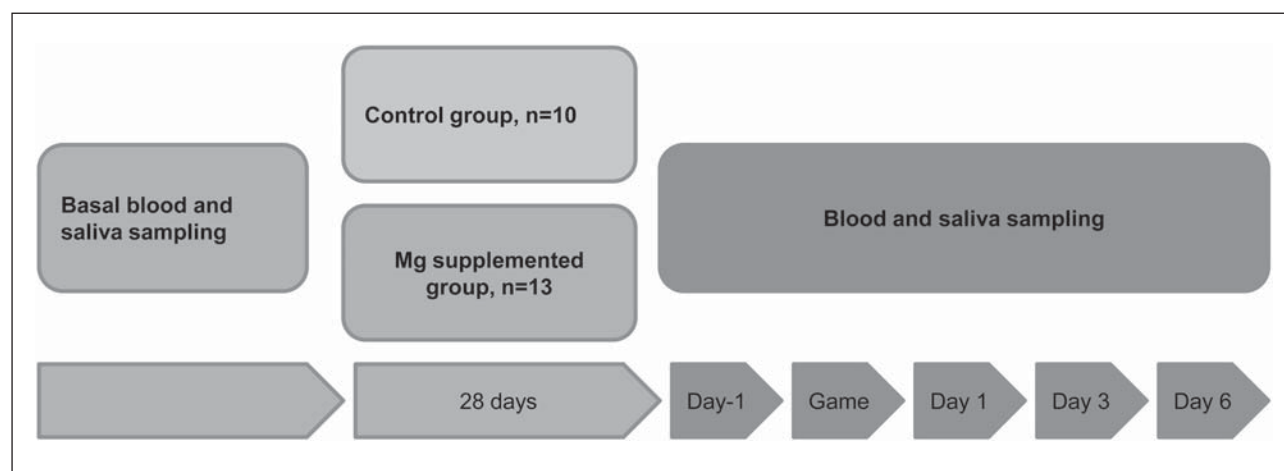 Control group, n=10
Basal blood and
saliva sampling
Mg supplemented
group, n=13
Blood and saliva sampling
28 days
Day-1
Game
Day 1
Day 3
Day 6